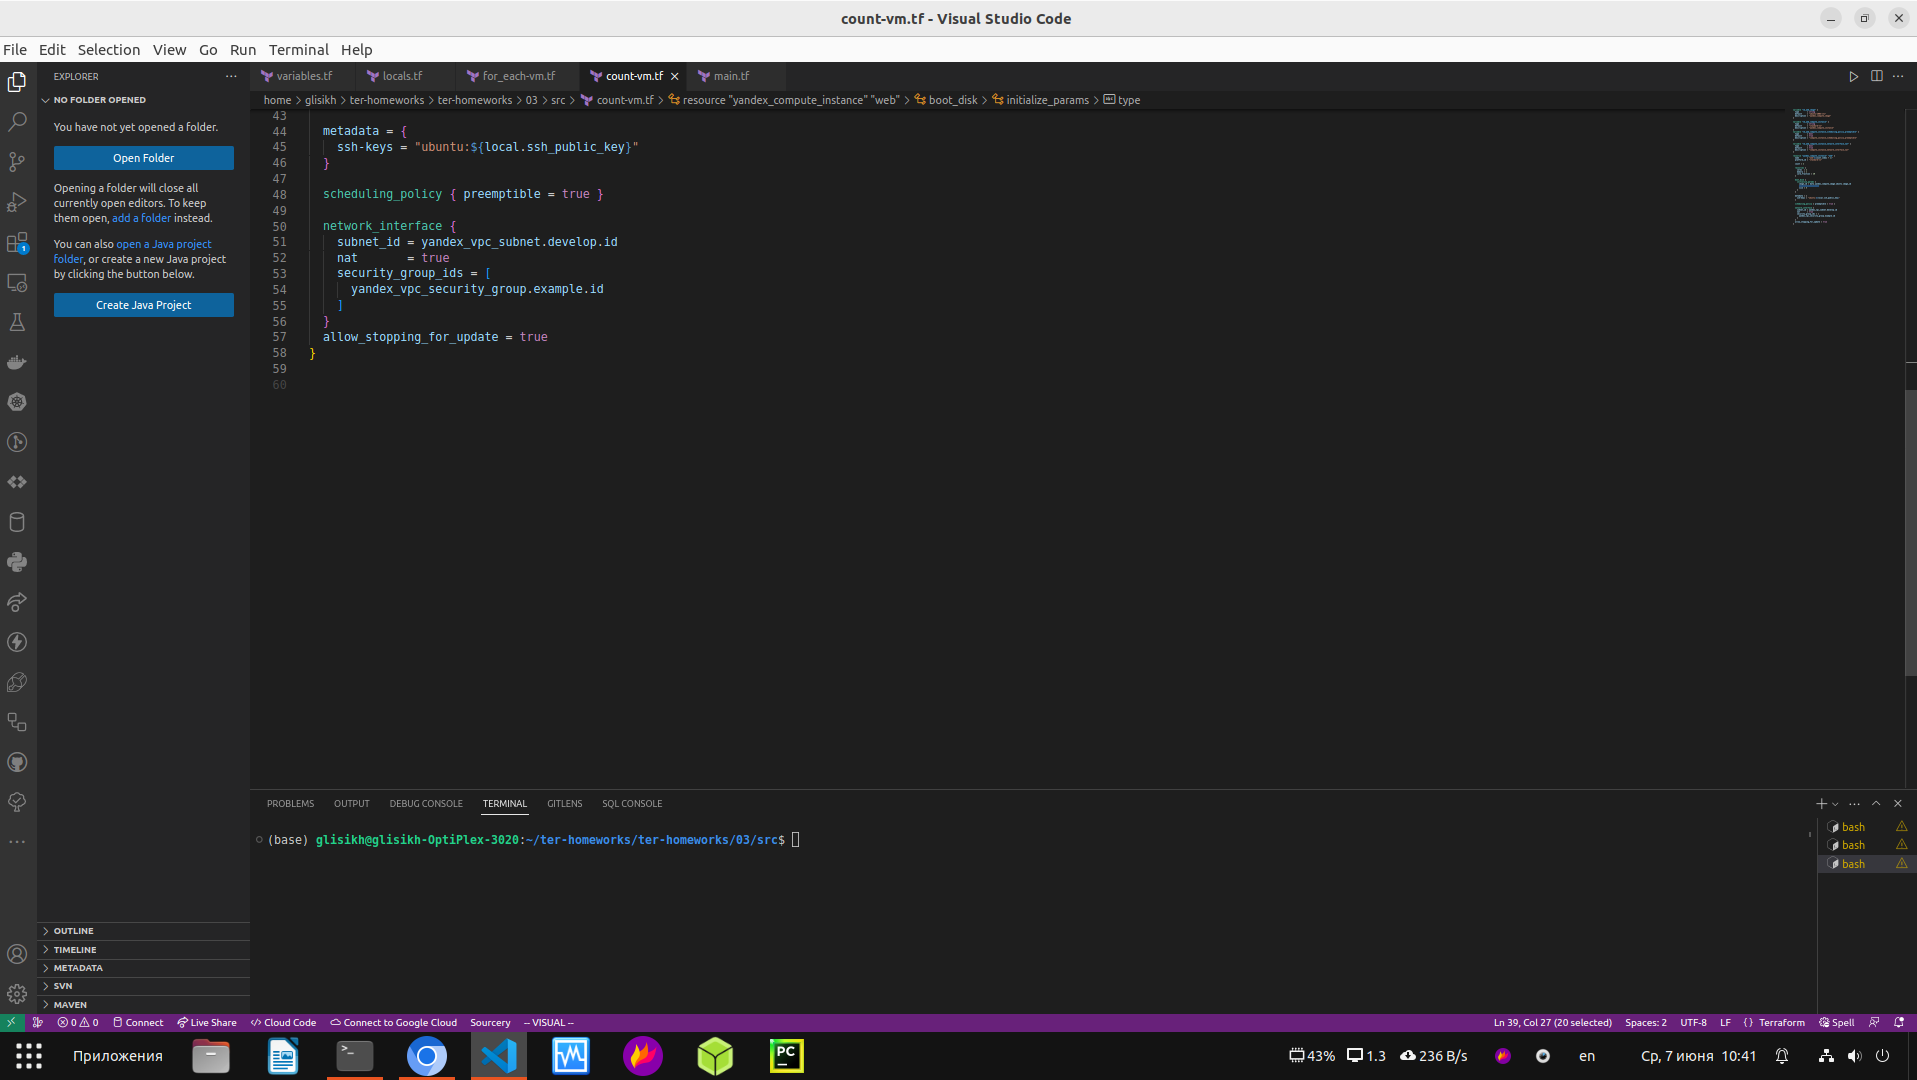 count-vm.tf - Visual Studio Code
File Edit Selection View Go Run Terminal Help
EXPLORER
NO FOLDER OPENED
You have not yet opened a folder.
Open Folder
Opening a folder will close all
currently open editors. To keep
them open, add a folder instead.
You can also open a Java project
folder, or create a new Java project
by clicking the button below.
Create Java Project
OUTLINE
TIMELINE
METADATA
SVN
MAVEN
variables.tf locals.tf for_each-vm.tf count-vm.tf main.tf
home > glisikh > ter-homeworks > ter-homeworks > 03 > src > count-vm.tf > resource "yandex_compute_instance" "web" > boot_disk > initialize_params > type
43
44 metadata = {
45 ssh-keys = "ubuntu:${local.ssh_public_key}"
46 }
47
48 scheduling_policy { preemptible = true }
49
50 network_interface {
51 subnet_id = yandex_vpc_subnet.develop.id
52 nat       = true
53 security_group_ids = [
54 yandex_vpc_security_group.example.id
55 ]
56 }
57 allow_stopping_for_update = true
58 }
59
60
PROBLEMS OUTPUT DEBUG CONSOLE TERMINAL GITLENS SQL CONSOLE
(base) glisikh@glisikh-OptiPlex-3020:~/ter-homeworks/ter-homeworks/03/src$
bash
bash
bash
0 0 Connect Live Share Cloud Code Connect to Google Cloud Sourcery -- VISUAL -- Ln 39, Col 27 (20 selected) Spaces: 2 UTF-8 LF {} Terraform Spell
Приложения 43% 1.3 236 B/s en Ср, 7 июня 10:41